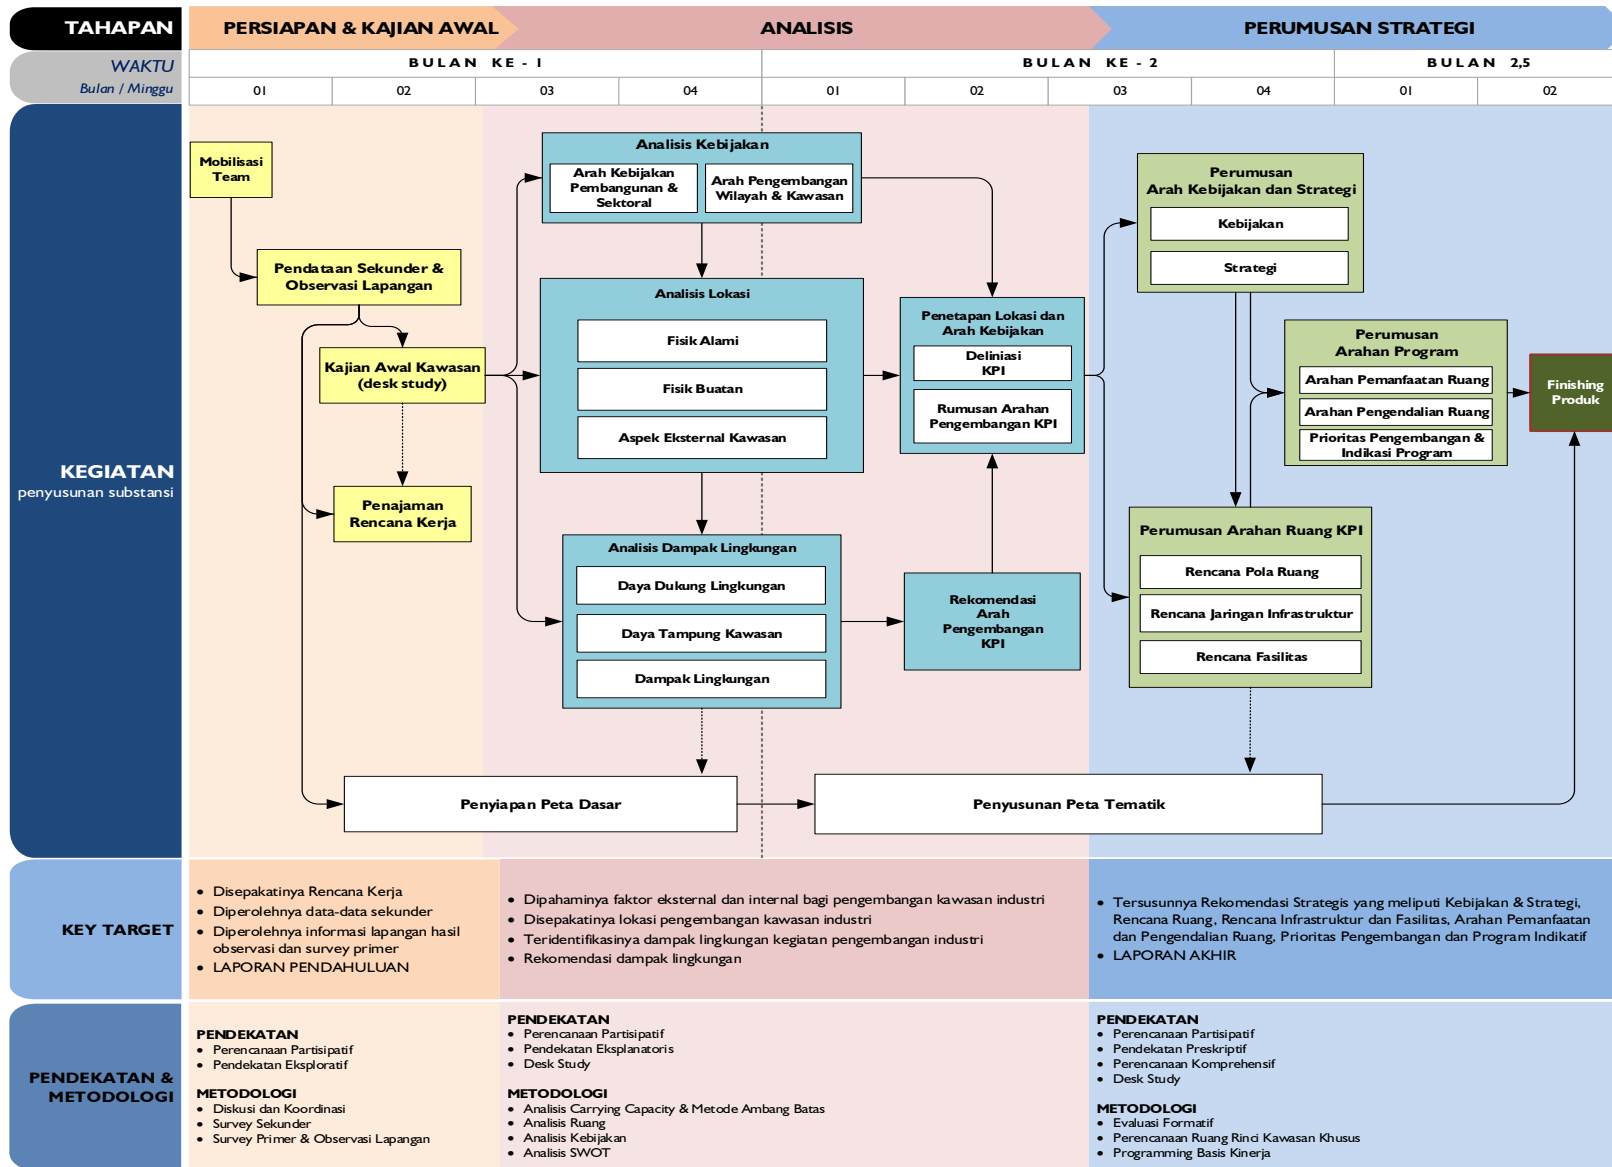 TAHAPAN
PERSIAPAN & KAJIAN AWAL
ANALISIS
PERUMUSAN STRATEGI
WAKTU
Bulan / Minggu
BULAN KE - 1
BULAN KE - 2
BULAN 2,5
01
02
03
04
01
02
03
04
01
02
KEGIATAN
penyusunan substansi
Mobilisasi
Team
Pendataan Sekunder &
Observasi Lapangan
Kajian Awal Kawasan
(desk study)
Penajaman
Rencana Kerja
Analisis Kebijakan
Arah Kebijakan
Pembangunan &
Sektoral
Arah Pengembangan
Wilayah & Kawasan
Analisis Lokasi
Fisik Alami
Fisik Buatan
Aspek Eksternal Kawasan
Analisis Dampak Lingkungan
Daya Dukung Lingkungan
Daya Tampung Kawasan
Dampak Lingkungan
Penetapan Lokasi dan
Arah Kebijakan
Deliniasi
KPI
Rumusan Arahan
Pengembangan KPI
Rekomendasi
Arah
Pengembangan
KPI
Perumusan
Arah Kebijakan dan Strategi
Kebijakan
Strategi
Perumusan
Arahan Program
Arahan Pemanfaatan Ruang
Arahan Pengendalian Ruang
Prioritas Pengembangan &
Indikasi Program
Finishing
Produk
Perumusan Arahan Ruang KPI
Rencana Pola Ruang
Rencana Jaringan Infrastruktur
Rencana Fasilitas
Penyiapan Peta Dasar
Penyusunan Peta Tematik
KEY TARGET
• Disepakatinya Rencana Kerja
• Diperolehnya data-data sekunder
• Diperolehnya informasi lapangan hasil
observasi dan survey primer
• LAPORAN PENDAHULUAN
• Dipahaminya faktor eksternal dan internal bagi pengembangan kawasan industri
• Disepakatinya lokasi pengembangan kawasan industri
• Teridentifikasinya dampak lingkungan kegiatan pengembangan industri
• Rekomendasi dampak lingkungan
• Tersusunnya Rekomendasi Strategis yang meliputi Kebijakan & Strategi,
Rencana Ruang, Rencana Infrastruktur dan Fasilitas, Arahan Pemanfaatan
dan Pengendalian Ruang, Prioritas Pengembangan dan Program Indikatif
• LAPORAN AKHIR
PENDEKATAN &
METODOLOGI
PENDEKATAN
• Perencanaan Partisipatif
• Pendekatan Eksploratif
METODOLOGI
• Diskusi dan Koordinasi
• Survey Sekunder
• Survey Primer & Observasi Lapangan
PENDEKATAN
• Perencanaan Partisipatif
• Pendekatan Eksplanatoris
• Desk Study
METODOLOGI
• Analisis Carrying Capacity & Metode Ambang Batas
• Analisis Ruang
• Analisis Kebijakan
• Analisis SWOT
PENDEKATAN
• Perencanaan Partisipatif
• Pendekatan Preskriptif
• Perencanaan Komprehensif
• Desk Study
METODOLOGI
• Evaluasi Formatif
• Perencanaan Ruang Rinci Kawasan Khusus
• Programming Basis Kinerja